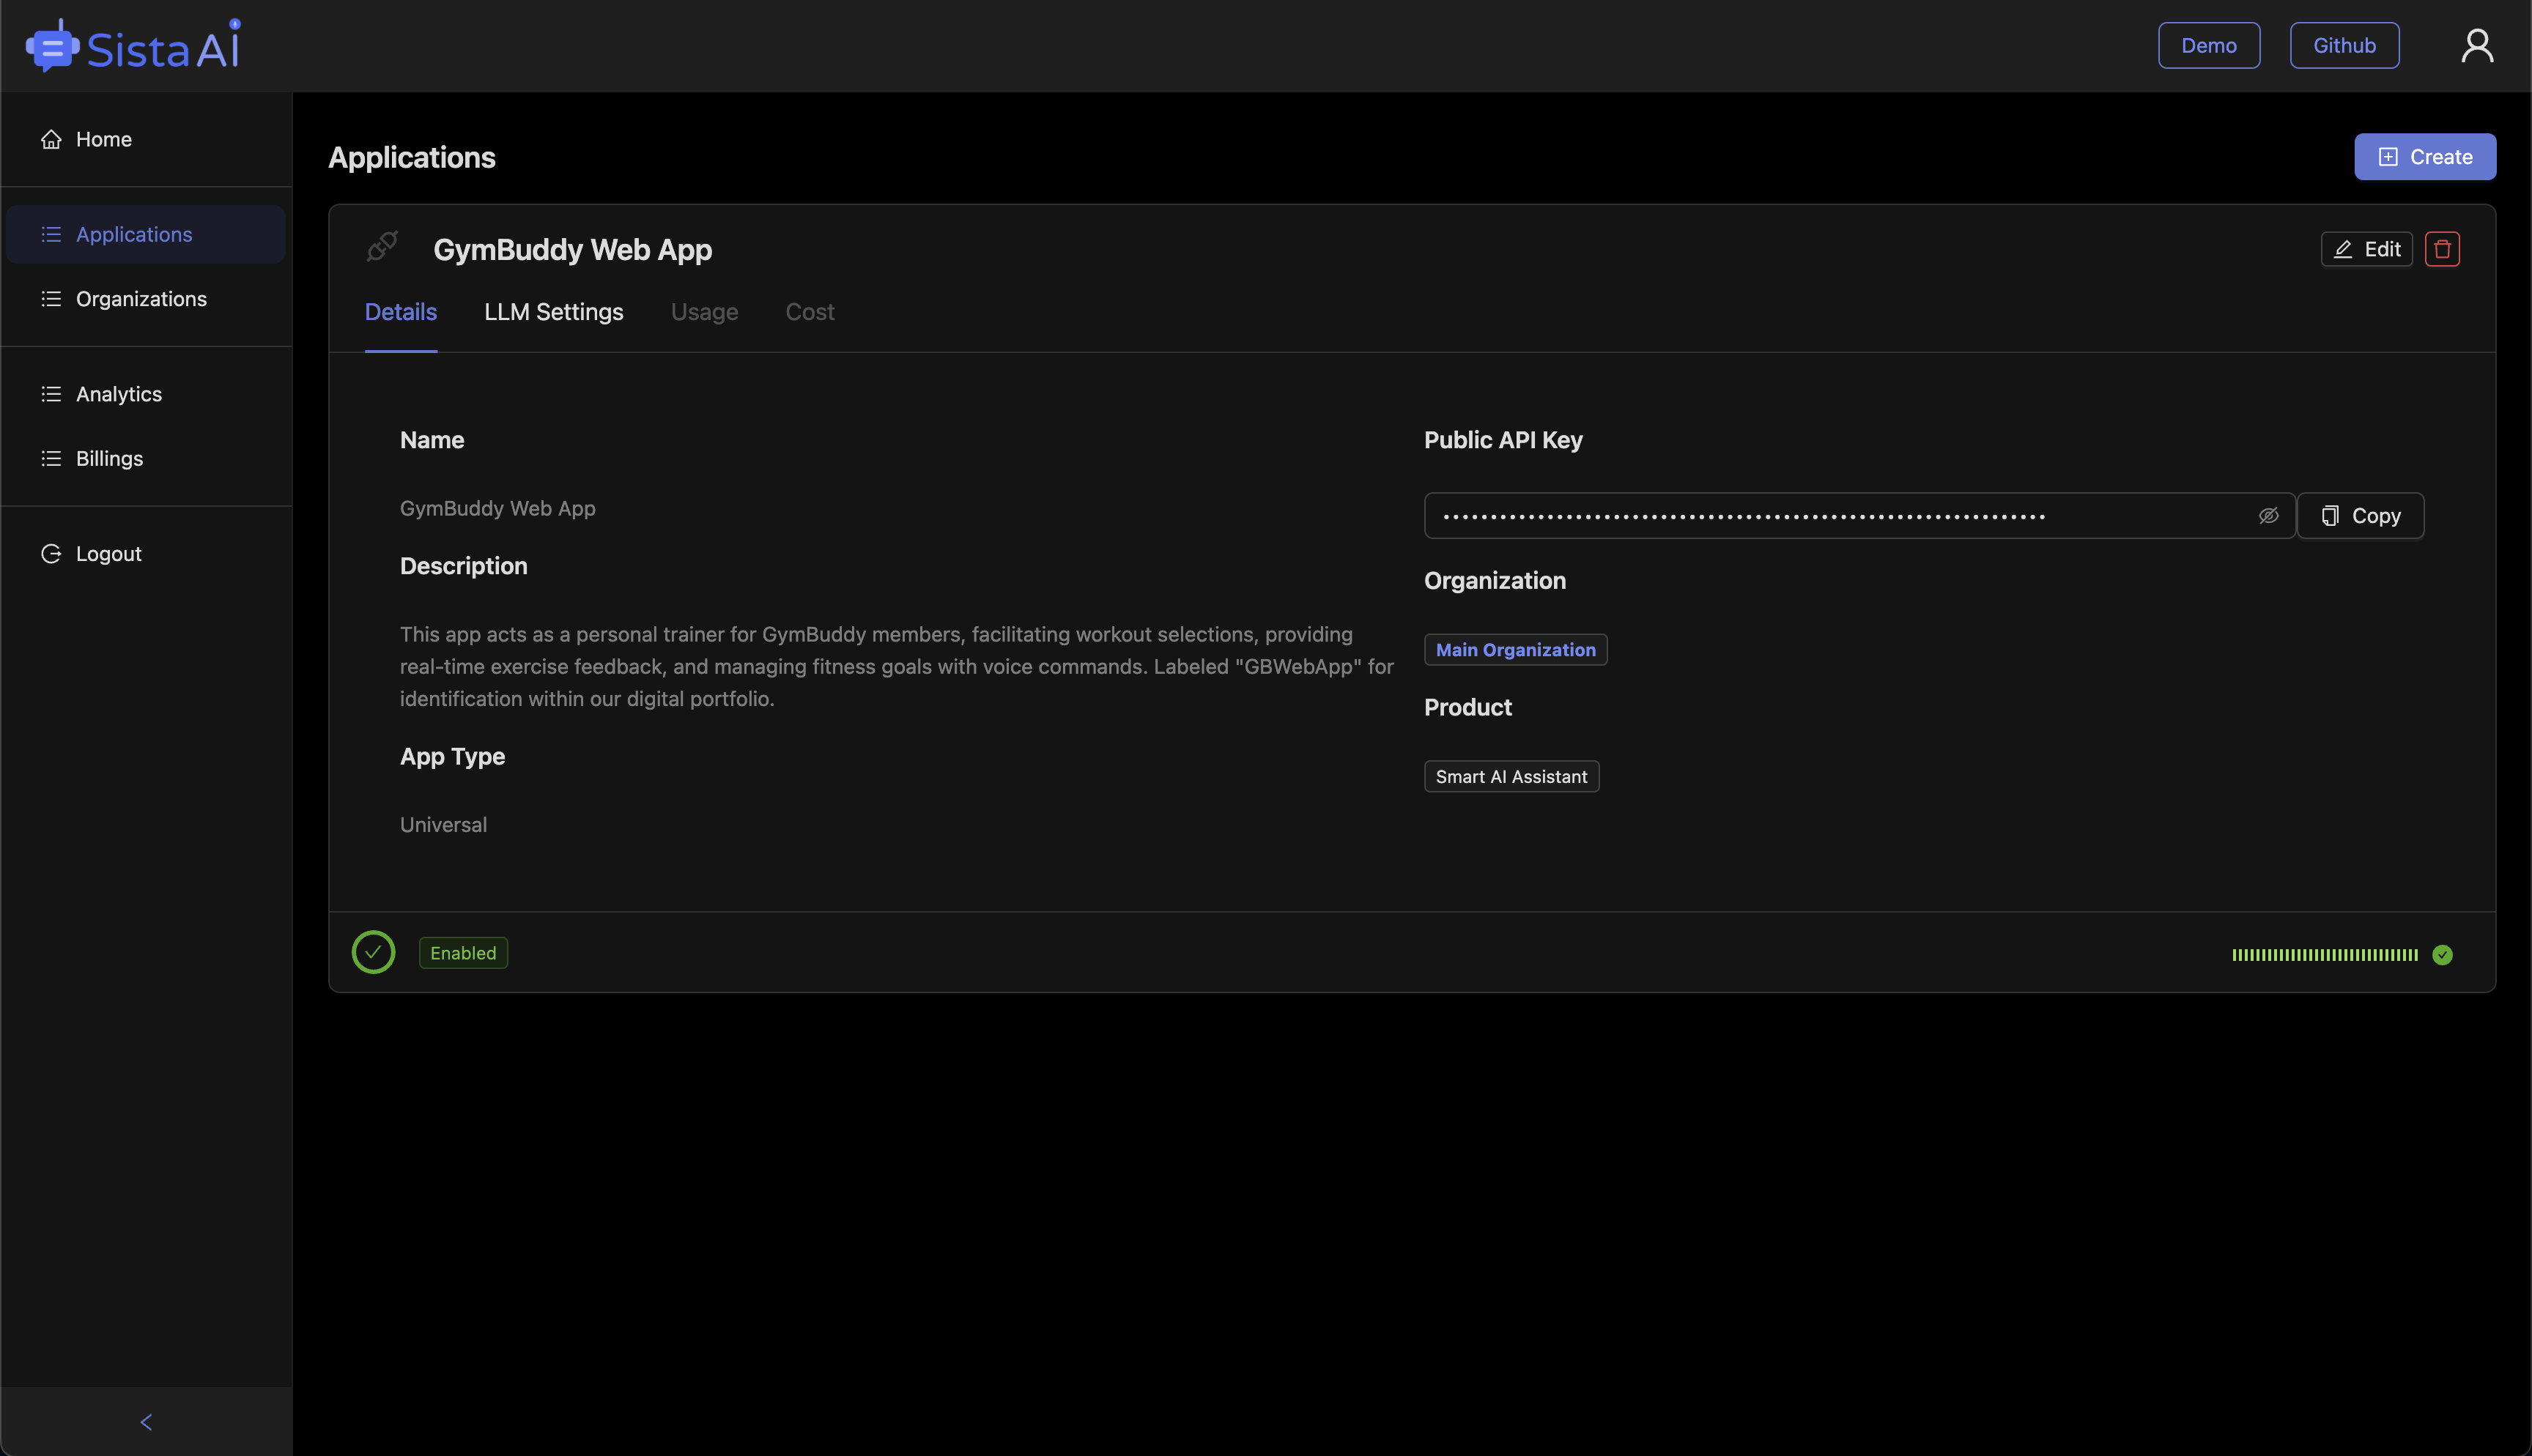 Sista Ai
Demo
Github
Home
Applications
Organizations
Analytics
Billings
Logout
Applications
Create
GymBuddy Web App
Edit
Details
LLM Settings
Usage
Cost
Name
GymBuddy Web App
Description
This app acts as a personal trainer for GymBuddy members, facilitating workout selections, providing
real-time exercise feedback, and managing fitness goals with voice commands. Labeled "GBWebApp" for
identification within our digital portfolio.
App Type
Universal
Public API Key
Copy
Organization
Main Organization
Product
Smart AI Assistant
Enabled